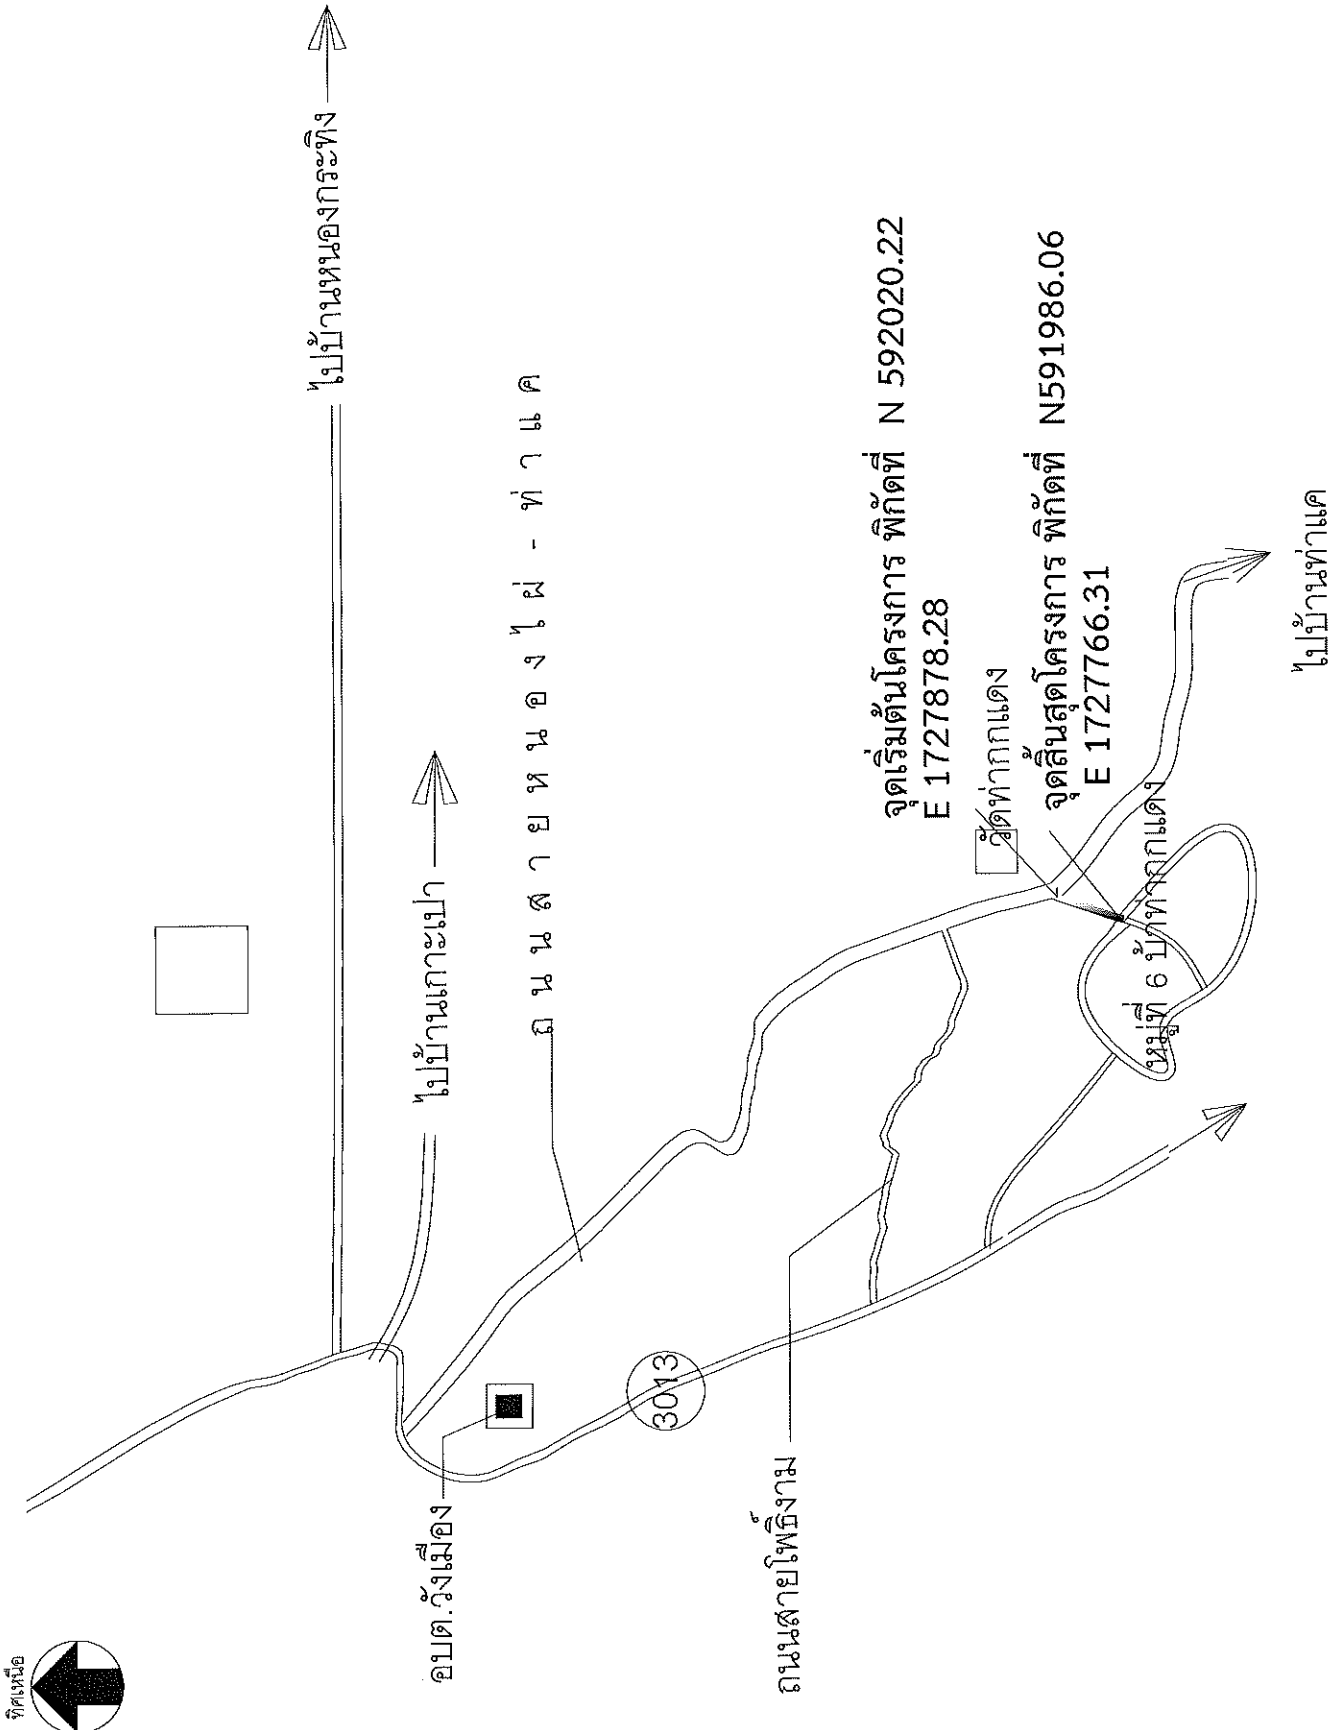 ทิศเหนือ
ไปบ้านหนองกระทิง
ไปบ้านเกาะเปา
ถนนสายหนองไผ่-ท่าแค
อบต.วังเมือง
3013
ถนนสายโพธิ์งาม
จุดเริ่มต้นโครงการ พิกัดที่ N 592020.22
E 1727878.28
วัดท่ากกแดง
จุดสิ้นสุดโครงการ พิกัดที่ N591986.06
E 1727766.31
หมู่ที่ 6 บ้านท่ากกแดง
ไปบ้านท่าแค